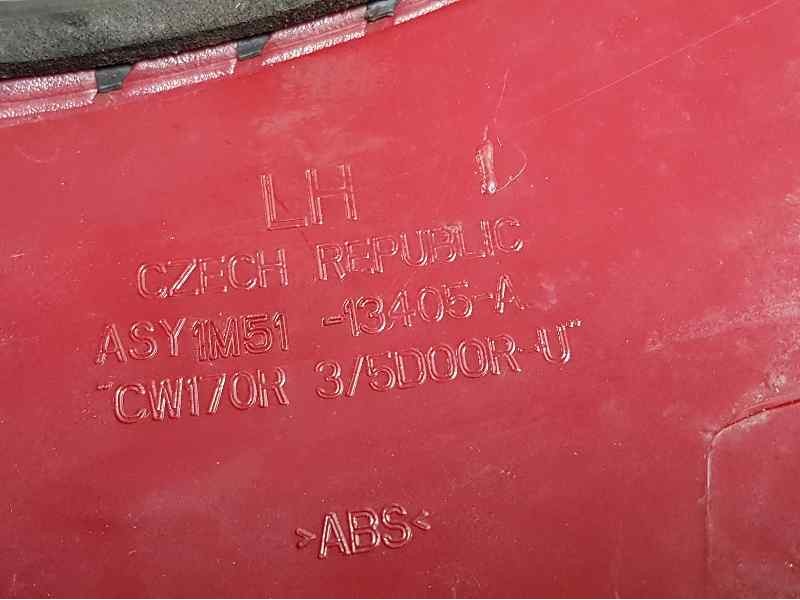 LH
CZECH REPUBLIC
ASY1M51 -13405-A
"CW170R 3/5DOOR-U"
>ABS<